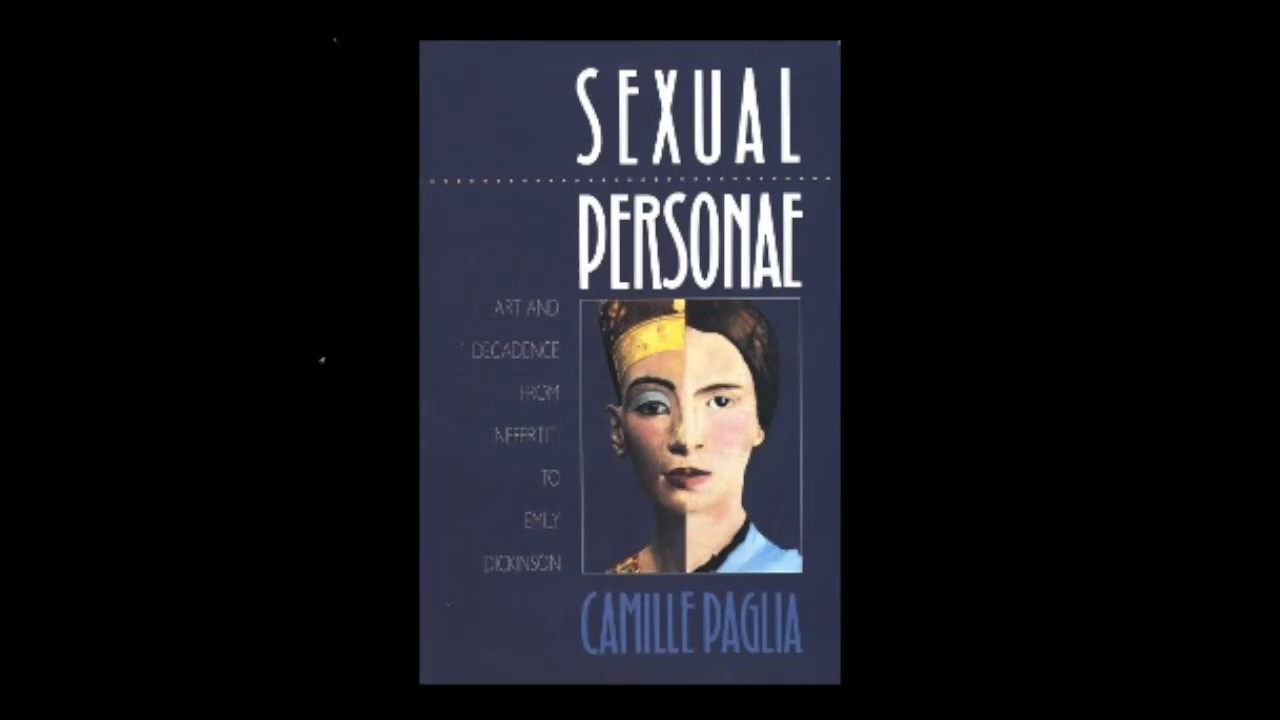 SEXUAL
PERSONAE
ART AND
DECADENCE
FROM
NEFERTITI
TO
EMILY
DICKINSON
CAMILLE PAGLIA